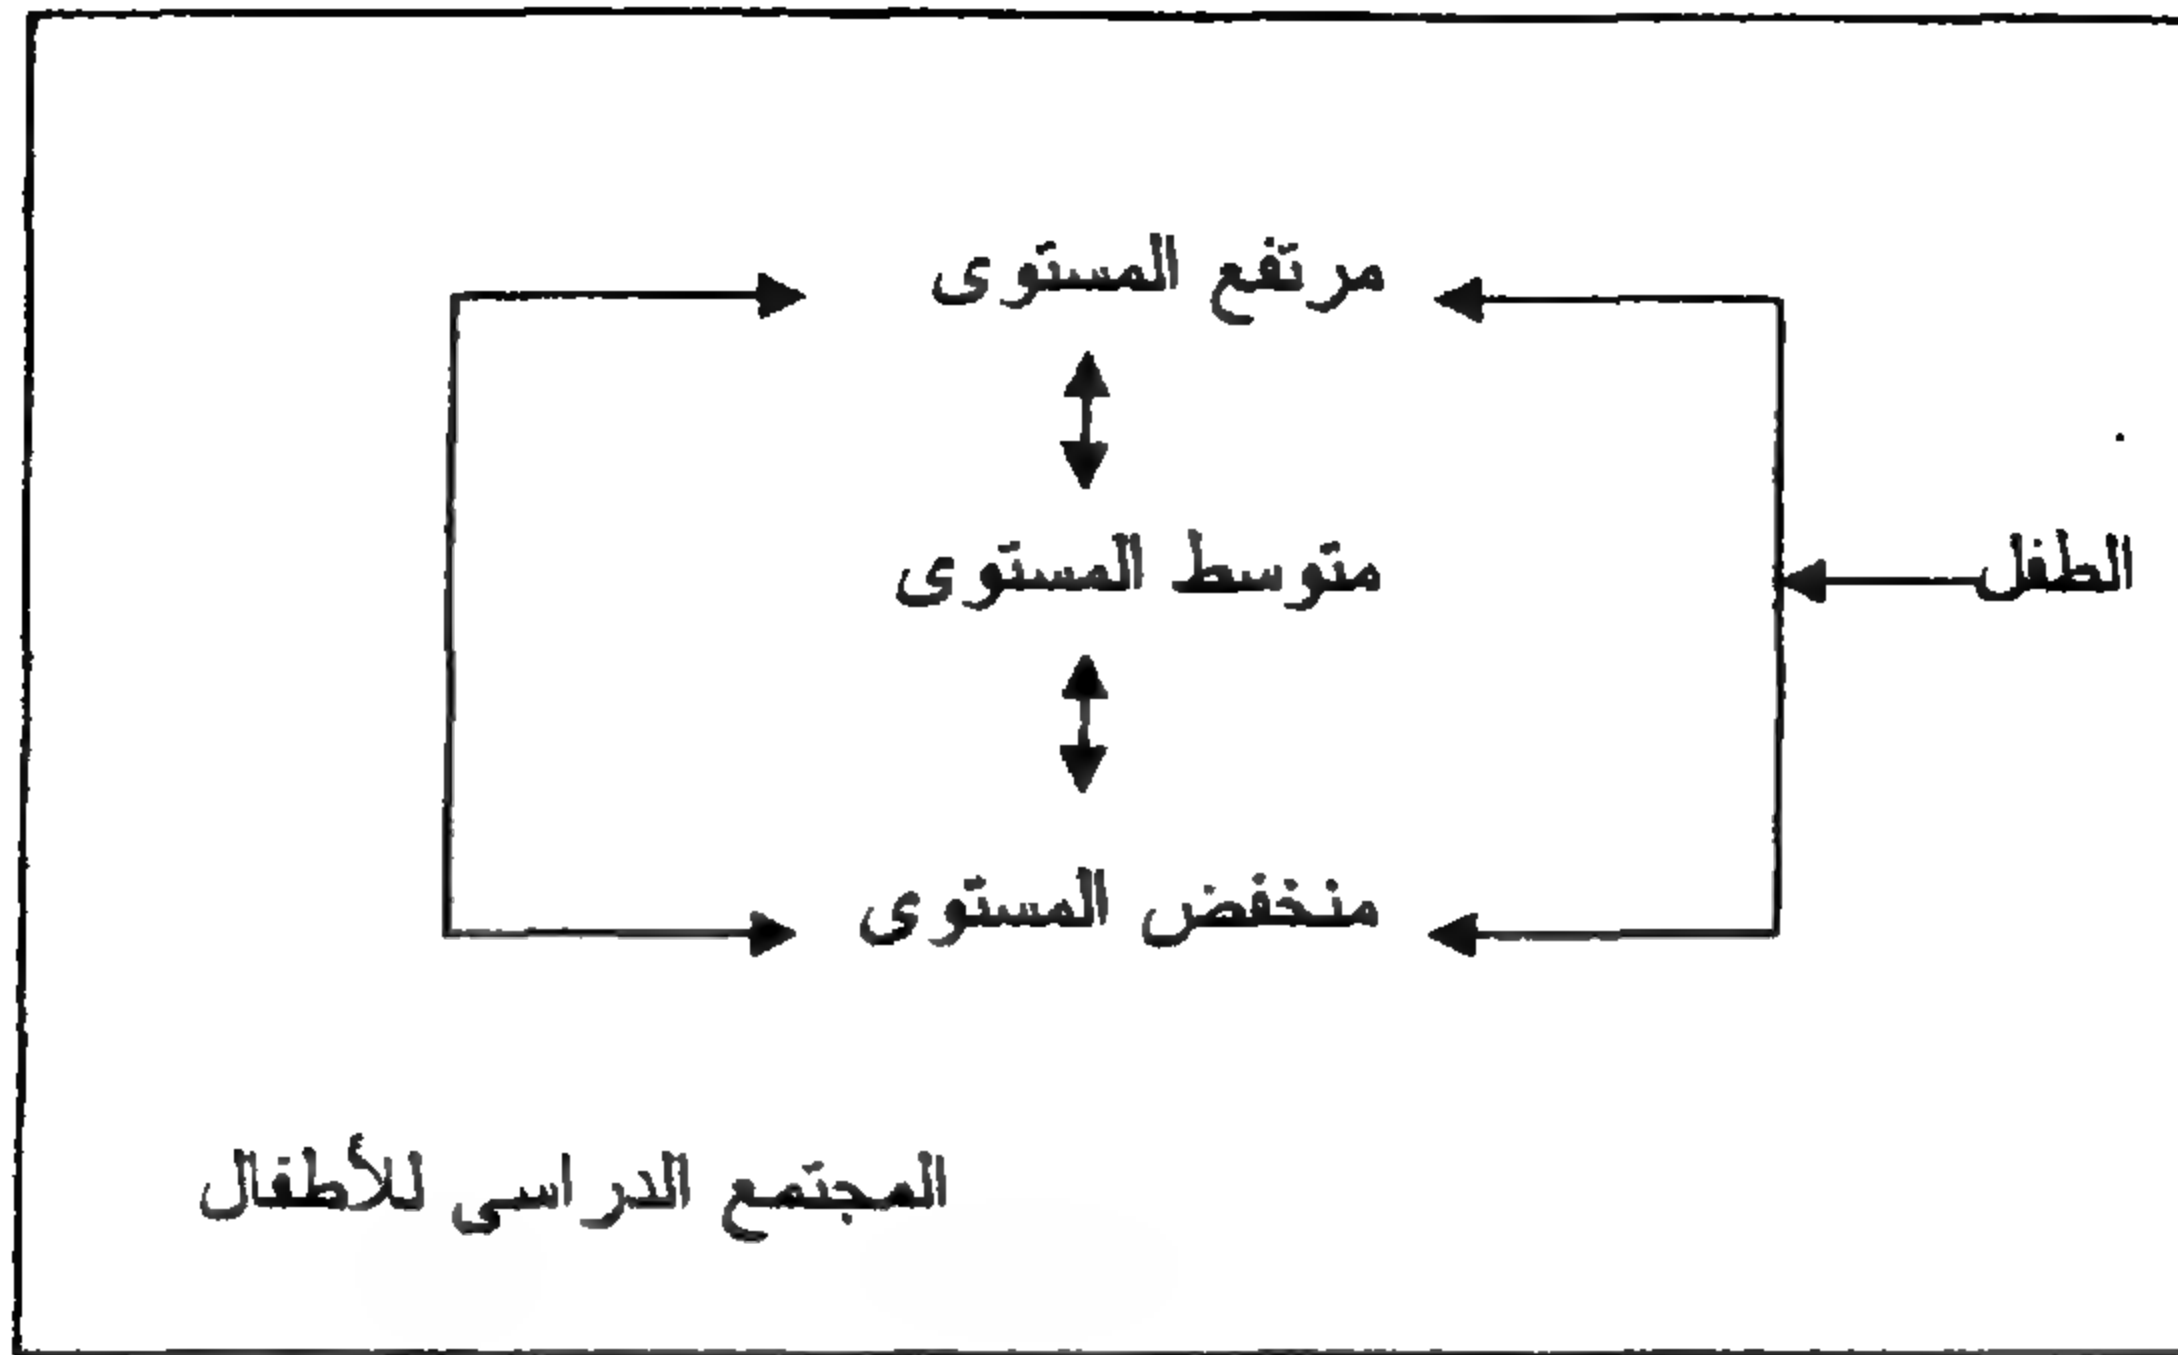 مرتفع المستوى
متوسط المستوى
الطفل
منخفض المستوى
المجتمع الدراسى للأطفال